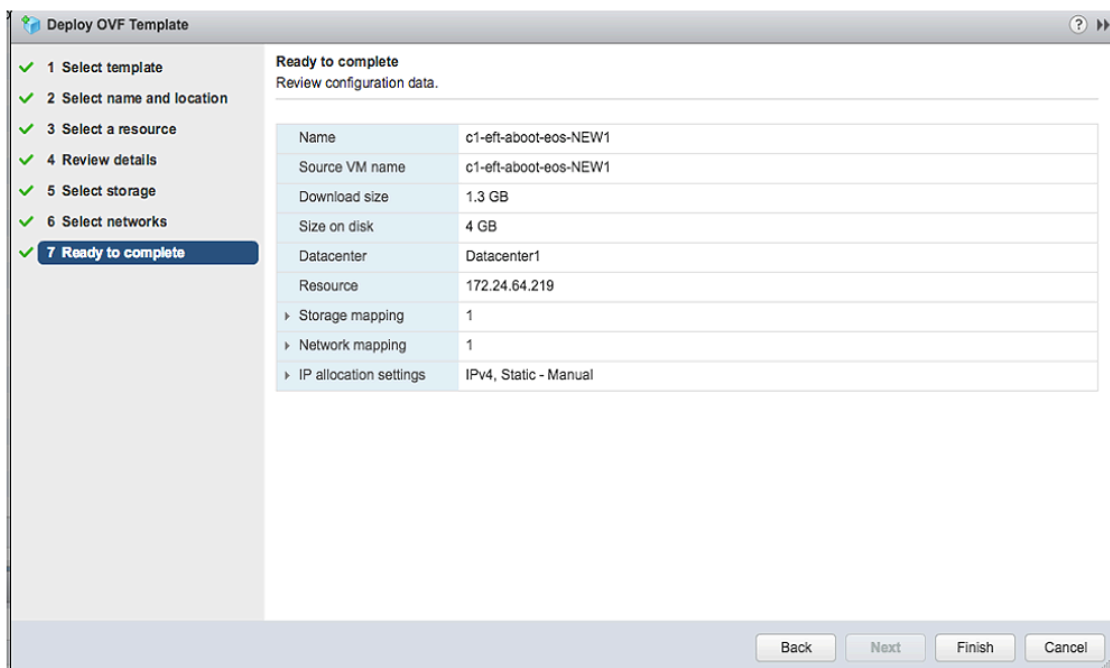 Deploy OVF Template
1 Select template
2 Select name and location
3 Select a resource
4 Review details
5 Select storage
6 Select networks
7 Ready to complete
Ready to complete
Review configuration data.
Name c1-eft-aboot-eos-NEW1
Source VM name c1-eft-aboot-eos-NEW1
Download size 1.3 GB
Size on disk 4 GB
Datacenter Datacenter1
Resource 172.24.64.219
Storage mapping 1
Network mapping 1
IP allocation settings IPv4, Static - Manual
Back Next Finish Cancel